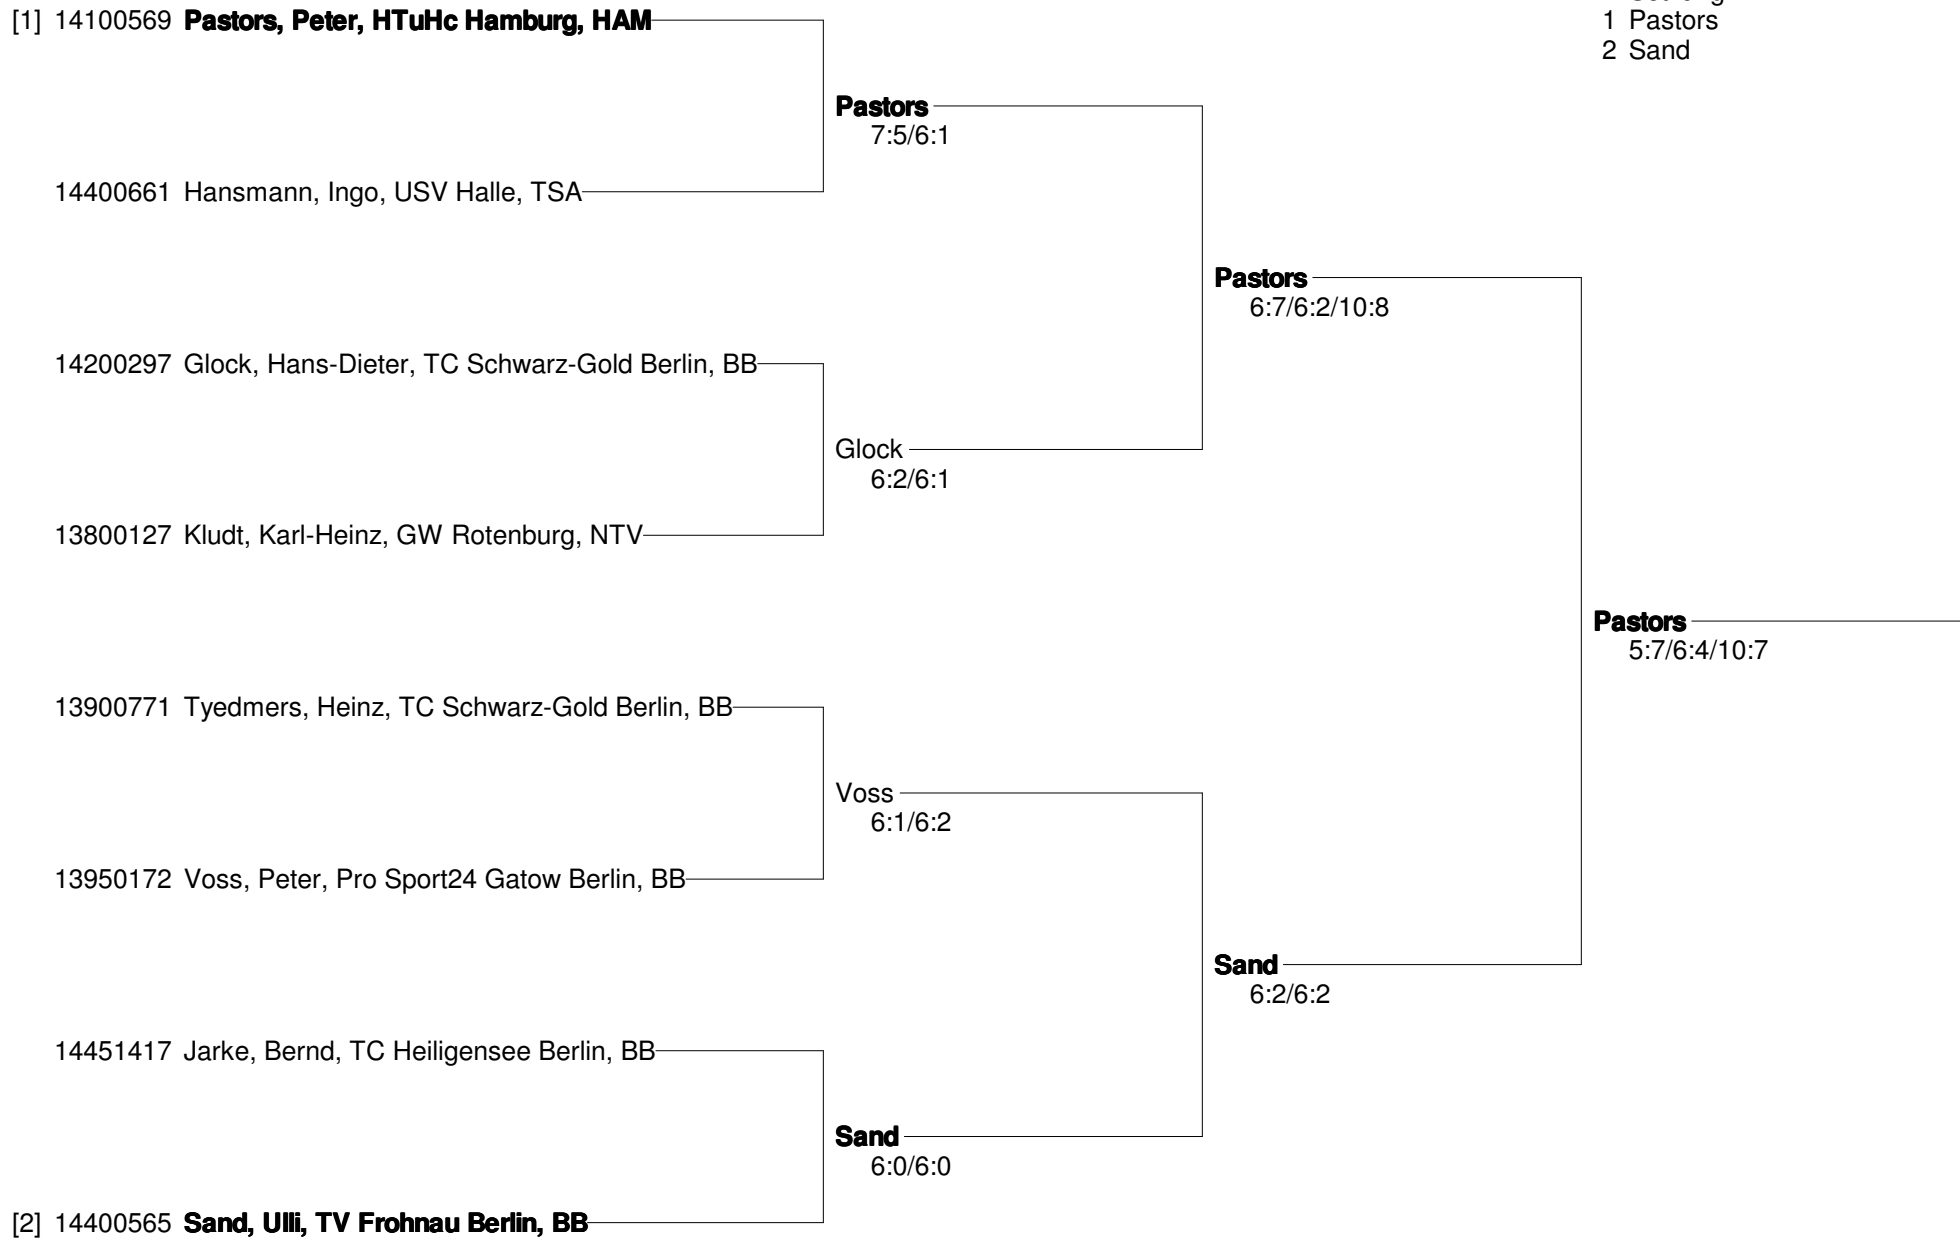 [1] 14100569 Pastors, Peter, HTuHc Hamburg, HAM
1 Pastors
2 Sand
Pastors
7:5/6:1
14400661 Hansmann, Ingo, USV Halle, TSA
Pastors
6:7/6:2/10:8
14200297 Glock, Hans-Dieter, TC Schwarz-Gold Berlin, BB
Glock
6:2/6:1
13800127 Kludt, Karl-Heinz, GW Rotenburg, NTV
Pastors
5:7/6:4/10:7
13900771 Tyedmers, Heinz, TC Schwarz-Gold Berlin, BB
Voss
6:1/6:2
13950172 Voss, Peter, Pro Sport24 Gatow Berlin, BB
Sand
6:2/6:2
14451417 Jarke, Bernd, TC Heiligensee Berlin, BB
Sand
6:0/6:0
[2] 14400565 Sand, Ulli, TV Frohnau Berlin, BB